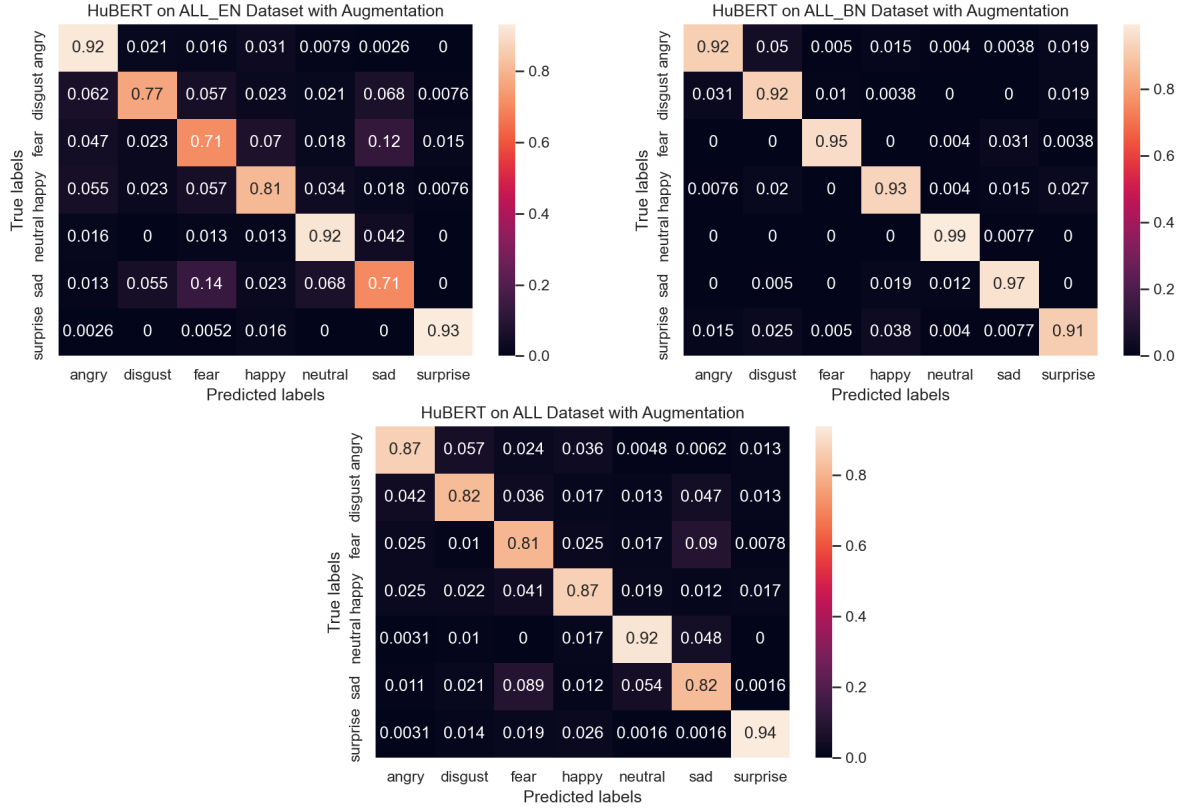 HuBERT on ALL_EN Dataset with Augmentation
True labels
angry 0.92 0.021 0.016 0.031 0.0079 0.0026 0
disgust 0.062 0.77 0.057 0.023 0.021 0.068 0.0076
fear 0.047 0.023 0.71 0.07 0.018 0.12 0.015
happy 0.055 0.023 0.057 0.81 0.034 0.018 0.0076
neutral 0.016 0 0.013 0.013 0.92 0.042 0
sad 0.013 0.055 0.14 0.023 0.068 0.71 0
surprise 0.0026 0 0.0052 0.016 0 0 0.93
angry disgust fear happy neutral sad surprise
Predicted labels
0.8
0.6
0.4
0.2
0.0
HuBERT on ALL_BN Dataset with Augmentation
True labels
angry 0.92 0.05 0.005 0.015 0.004 0.0038 0.019
disgust 0.031 0.92 0.01 0.0038 0 0 0.019
fear 0 0 0.95 0 0.004 0.031 0.0038
happy 0.0076 0.02 0 0.93 0.004 0.015 0.027
neutral 0 0 0 0 0.99 0.0077 0
sad 0 0.005 0 0.019 0.012 0.97 0
surprise 0.015 0.025 0.005 0.038 0.004 0.0077 0.91
angry disgust fear happy neutral sad surprise
Predicted labels
0.8
0.6
0.4
0.2
0.0
HuBERT on ALL Dataset with Augmentation
True labels
angry 0.87 0.057 0.024 0.036 0.0048 0.0062 0.013
disgust 0.042 0.82 0.036 0.017 0.013 0.047 0.013
fear 0.025 0.01 0.81 0.025 0.017 0.09 0.0078
happy 0.025 0.022 0.041 0.87 0.019 0.012 0.017
neutral 0.0031 0.01 0 0.017 0.92 0.048 0
sad 0.011 0.021 0.089 0.012 0.054 0.82 0.0016
surprise 0.0031 0.014 0.019 0.026 0.0016 0.0016 0.94
angry disgust fear happy neutral sad surprise
Predicted labels
0.8
0.6
0.4
0.2
0.0